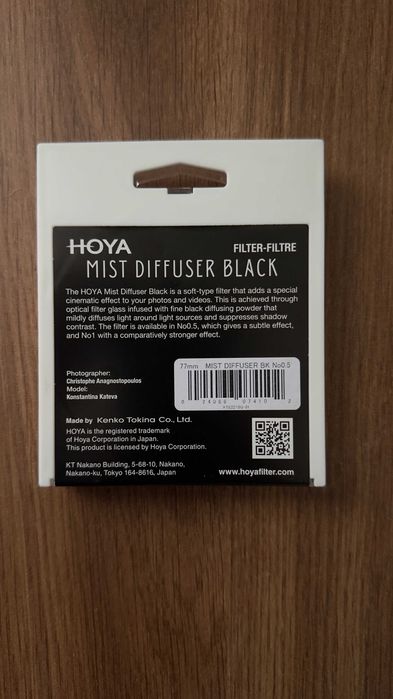 HOYA
FILTER-FILTRE
MIST DIFFUSER BLACK
The HOYA Mist Diffuser Black is a soft-type filter that adds a special
cinematic effect to your photos and videos. This is achieved through
optical filter glass infused with fine black diffusing powder that
mildly diffuses light around light sources and suppresses shadow
contrast. The filter is available in No0.5, which gives a subtle effect,
and No1 with a comparatively stronger effect.
77mm MIST DIFFUSER BK No0.5
Photographer:
Christophe Anagnostopoulos
Model:
Konstantina Kateva
Made by Kenko Tokina Co., Ltd.
HOYA is the registered trademark
of Hoya Corporation in Japan.
This product is licensed by Hoya Corporation.
KT Nakano Building, 5-68-10, Nakano,
Nakano-ku, Tokyo 164-8616, Japan
www.hoyafilter.com